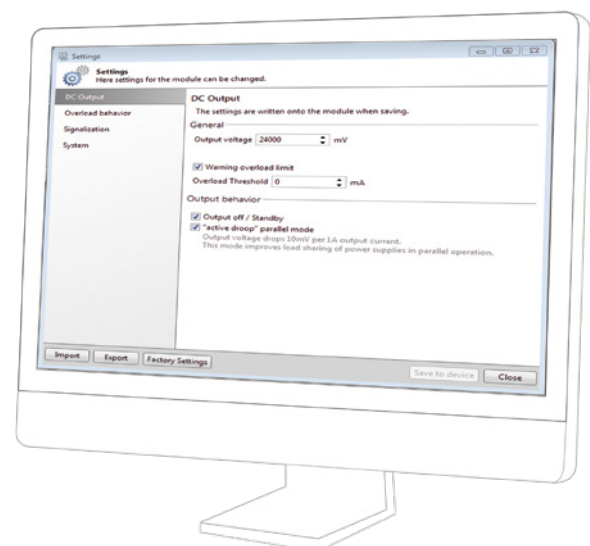 Settings
Settings
Here settings for the module can be changed.
DC Output
Overload behavior
Signalization
System
DC Output
The settings are written onto the module when saving.
General
Output voltage 24000 mV
Warning overload limit
Overload Threshold 0 mA
Output behavior
Output off / Standby
"active droop" parallel mode
Output voltage drops 10mV per 1A output current.
This mode improves load sharing of power supplies in parallel operation.
Import Export Factory Settings Save to device Close